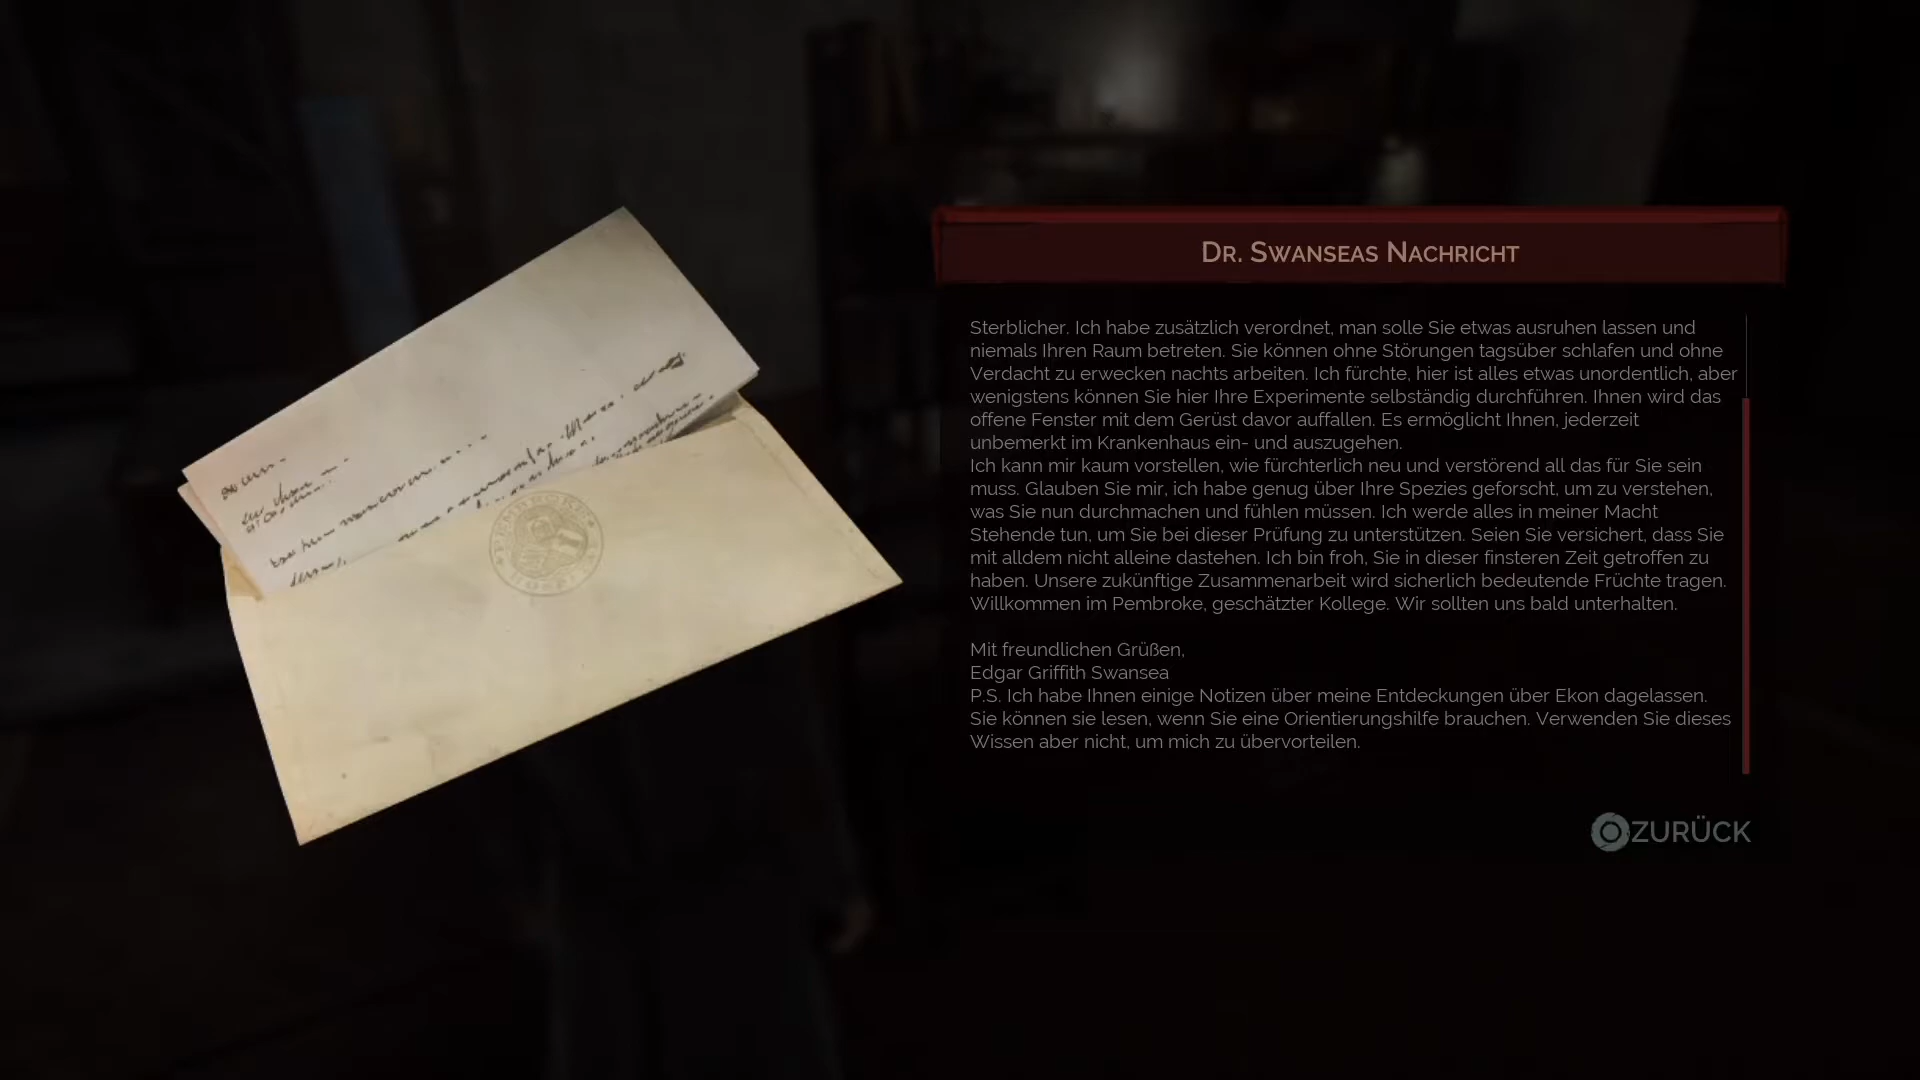 Dr. Swanseas Nachricht
Sterblicher. Ich habe zusätzlich verordnet, man solle Sie etwas ausruhen lassen und
niemals Ihren Raum betreten. Sie können ohne Störungen tagsüber schlafen und ohne
Verdacht zu erwecken nachts arbeiten. Ich fürchte, hier ist alles etwas unordentlich, aber
wenigstens können Sie hier Ihre Experimente selbständig durchführen. Ihnen wird das
offene Fenster mit dem Gerüst davor auffallen. Es ermöglicht Ihnen, jederzeit
unbemerkt im Krankenhaus ein- und auszugehen.
Ich kann mir kaum vorstellen, wie fürchterlich neu und verstörend all das für Sie sein
muss. Glauben Sie mir, ich habe genug über Ihre Spezies geforscht, um zu verstehen,
was Sie nun durchmachen und fühlen müssen. Ich werde alles in meiner Macht
Stehende tun, um Sie bei dieser Prüfung zu unterstützen. Seien Sie versichert, dass Sie
mit alldem nicht alleine dastehen. Ich bin froh, Sie in dieser finsteren Zeit getroffen zu
haben. Unsere zukünftige Zusammenarbeit wird sicherlich bedeutende Früchte tragen.
Willkommen im Pembroke, geschätzter Kollege. Wir sollten uns bald unterhalten.
Mit freundlichen Grüßen,
Edgar Griffith Swansea
P.S. Ich habe Ihnen einige Notizen über meine Entdeckungen über Ekon dagelassen.
Sie können sie lesen, wenn Sie eine Orientierungshilfe brauchen. Verwenden Sie dieses
Wissen aber nicht, um mich zu übervorteilen.
ZURÜCK